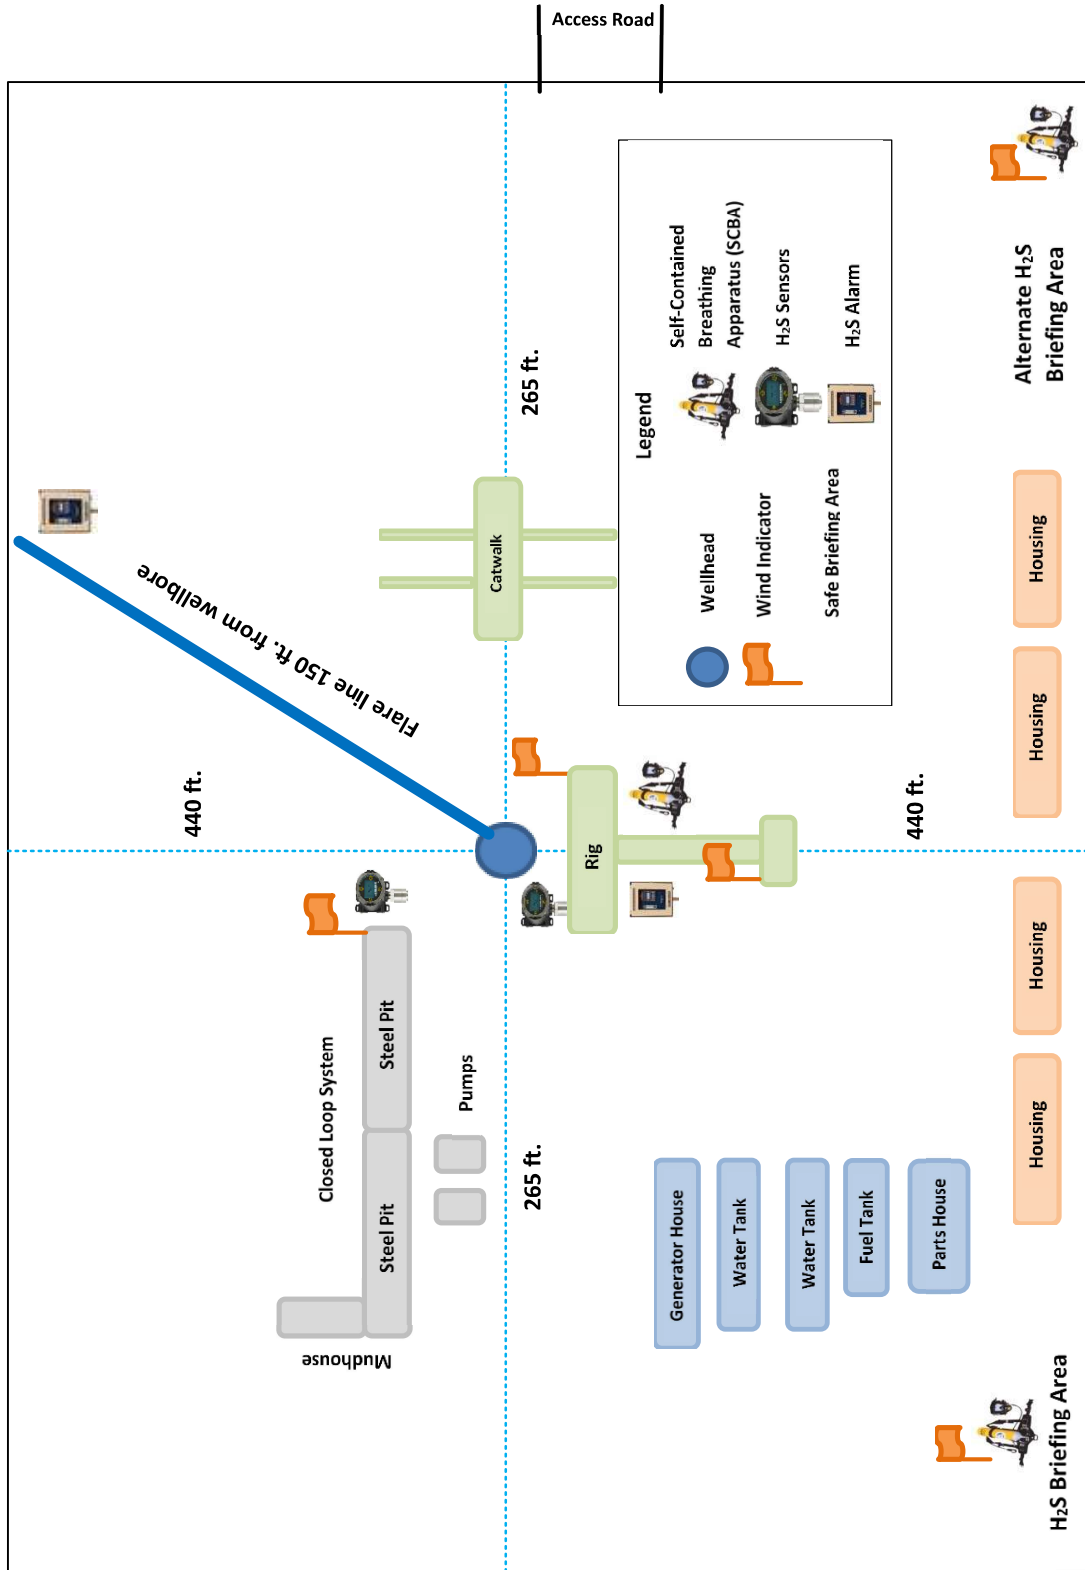 Access Road
Flare line 150 ft. from wellbore
440 ft.
265 ft.
Catwalk
Legend
Wellhead
Wind Indicator
Safe Briefing Area
Self-Contained
Breathing
Apparatus (SCBA)
H₂S Sensors
H₂S Alarm
Alternate H₂S
Briefing Area
Housing
Housing
Rig
440 ft.
Closed Loop System
Steel Pit
Steel Pit
Pumps
Mudhouse
265 ft.
Generator House
Water Tank
Water Tank
Fuel Tank
Parts House
Housing
Housing
H₂S Briefing Area